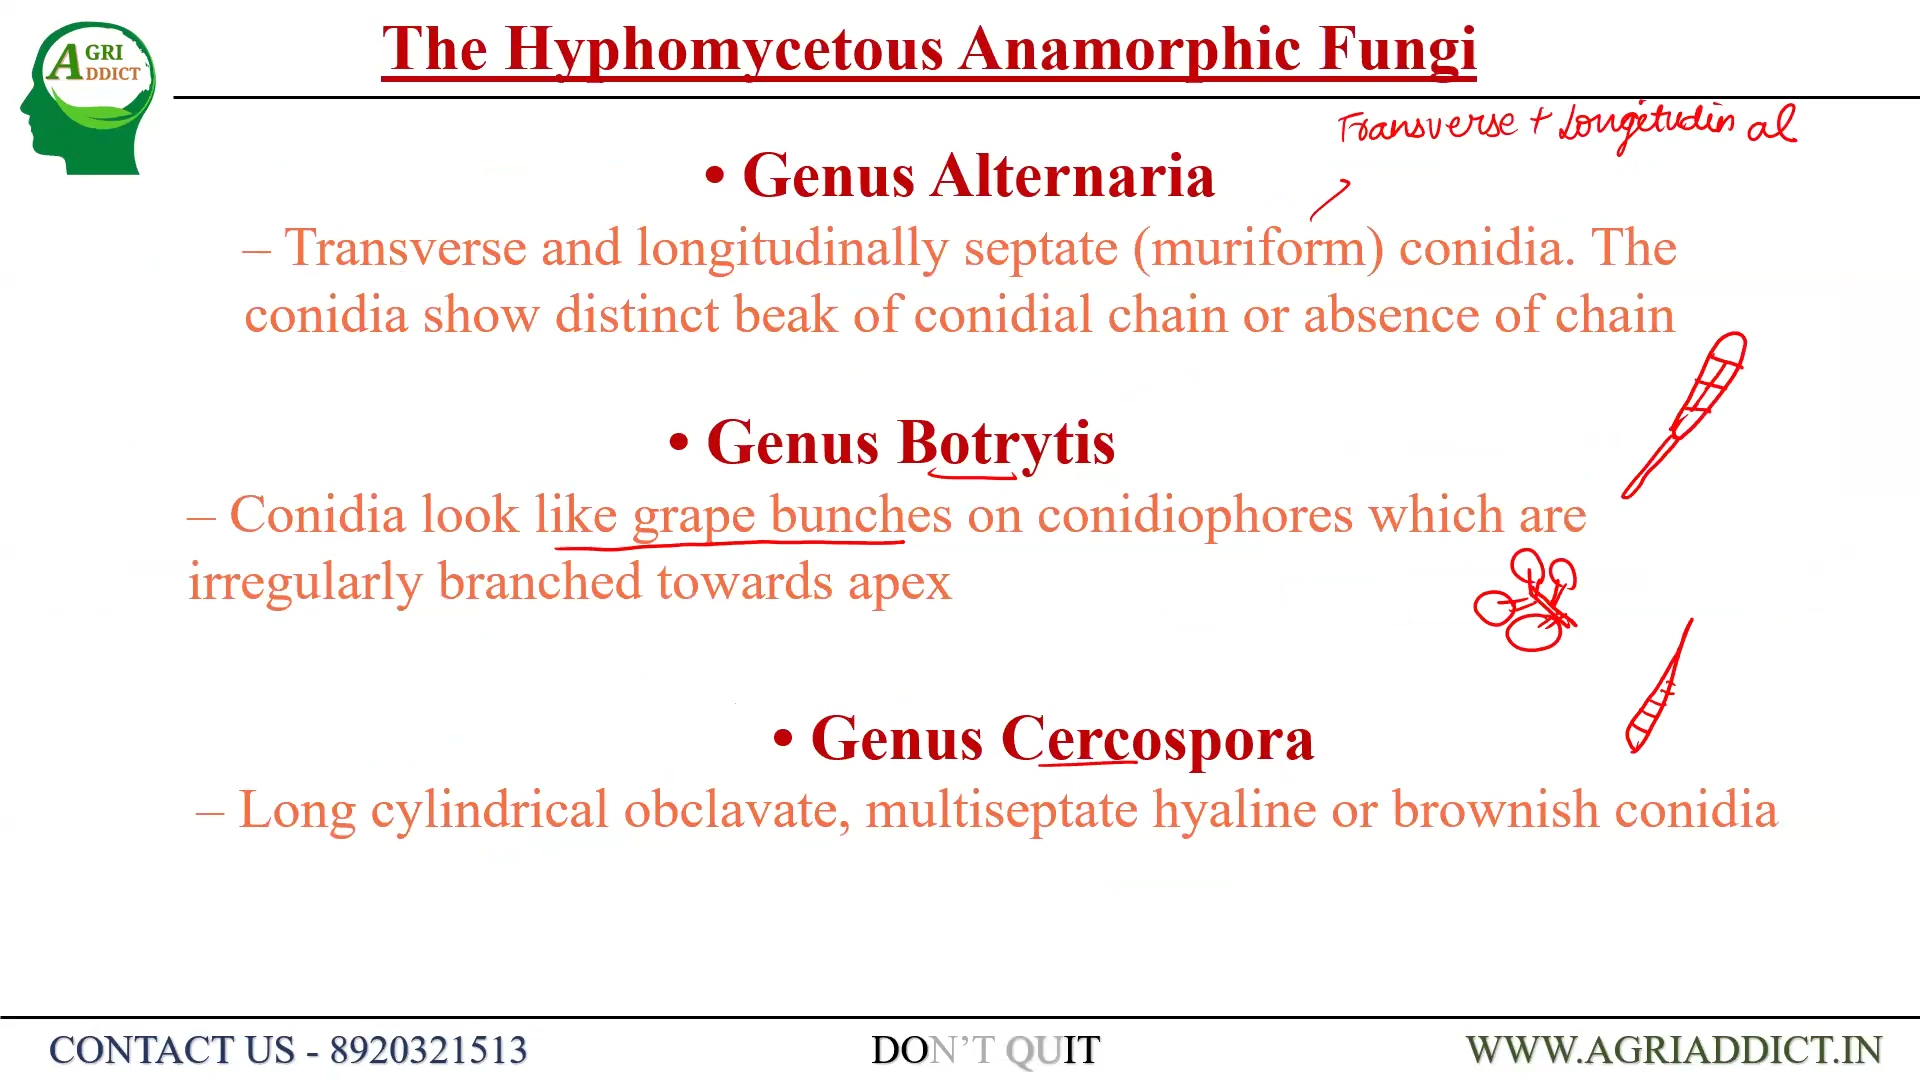 AGRI
ADDICT
The Hyphomycetous Anamorphic Fungi
Transverse + Longitudinal
• Genus Alternaria
– Transverse and longitudinally septate (muriform) conidia. The
conidia show distinct beak of conidial chain or absence of chain
• Genus Botrytis
– Conidia look like grape bunches on conidiophores which are
irregularly branched towards apex
• Genus Cercospora
– Long cylindrical obclavate, multiseptate hyaline or brownish conidia
CONTACT US - 8920321513
DON’T QUIT
WWW.AGRIADDICT.IN